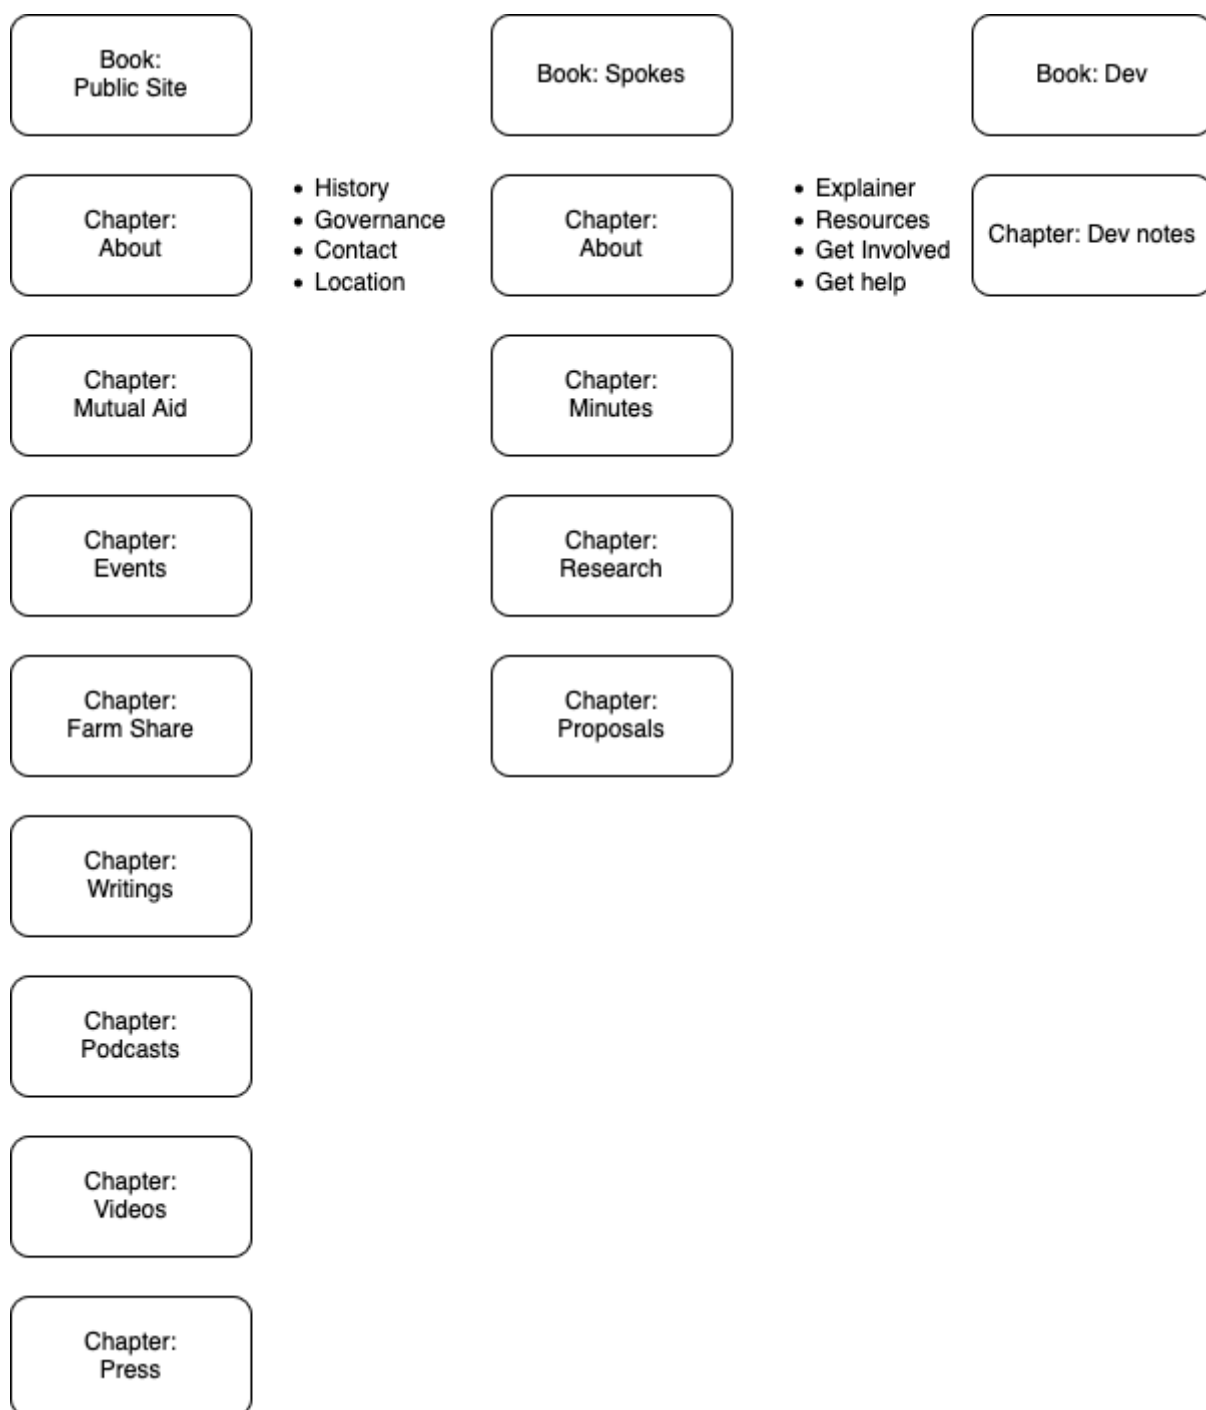 Book:
Public Site
Book: Spokes
Book: Dev
Chapter:
About
• History
• Governance
• Contact
• Location
Chapter:
About
• Explainer
• Resources
• Get Involved
• Get help
Chapter: Dev notes
Chapter:
Mutual Aid
Chapter:
Minutes
Chapter:
Events
Chapter:
Research
Chapter:
Farm Share
Chapter:
Proposals
Chapter:
Writings
Chapter:
Podcasts
Chapter:
Videos
Chapter:
Press